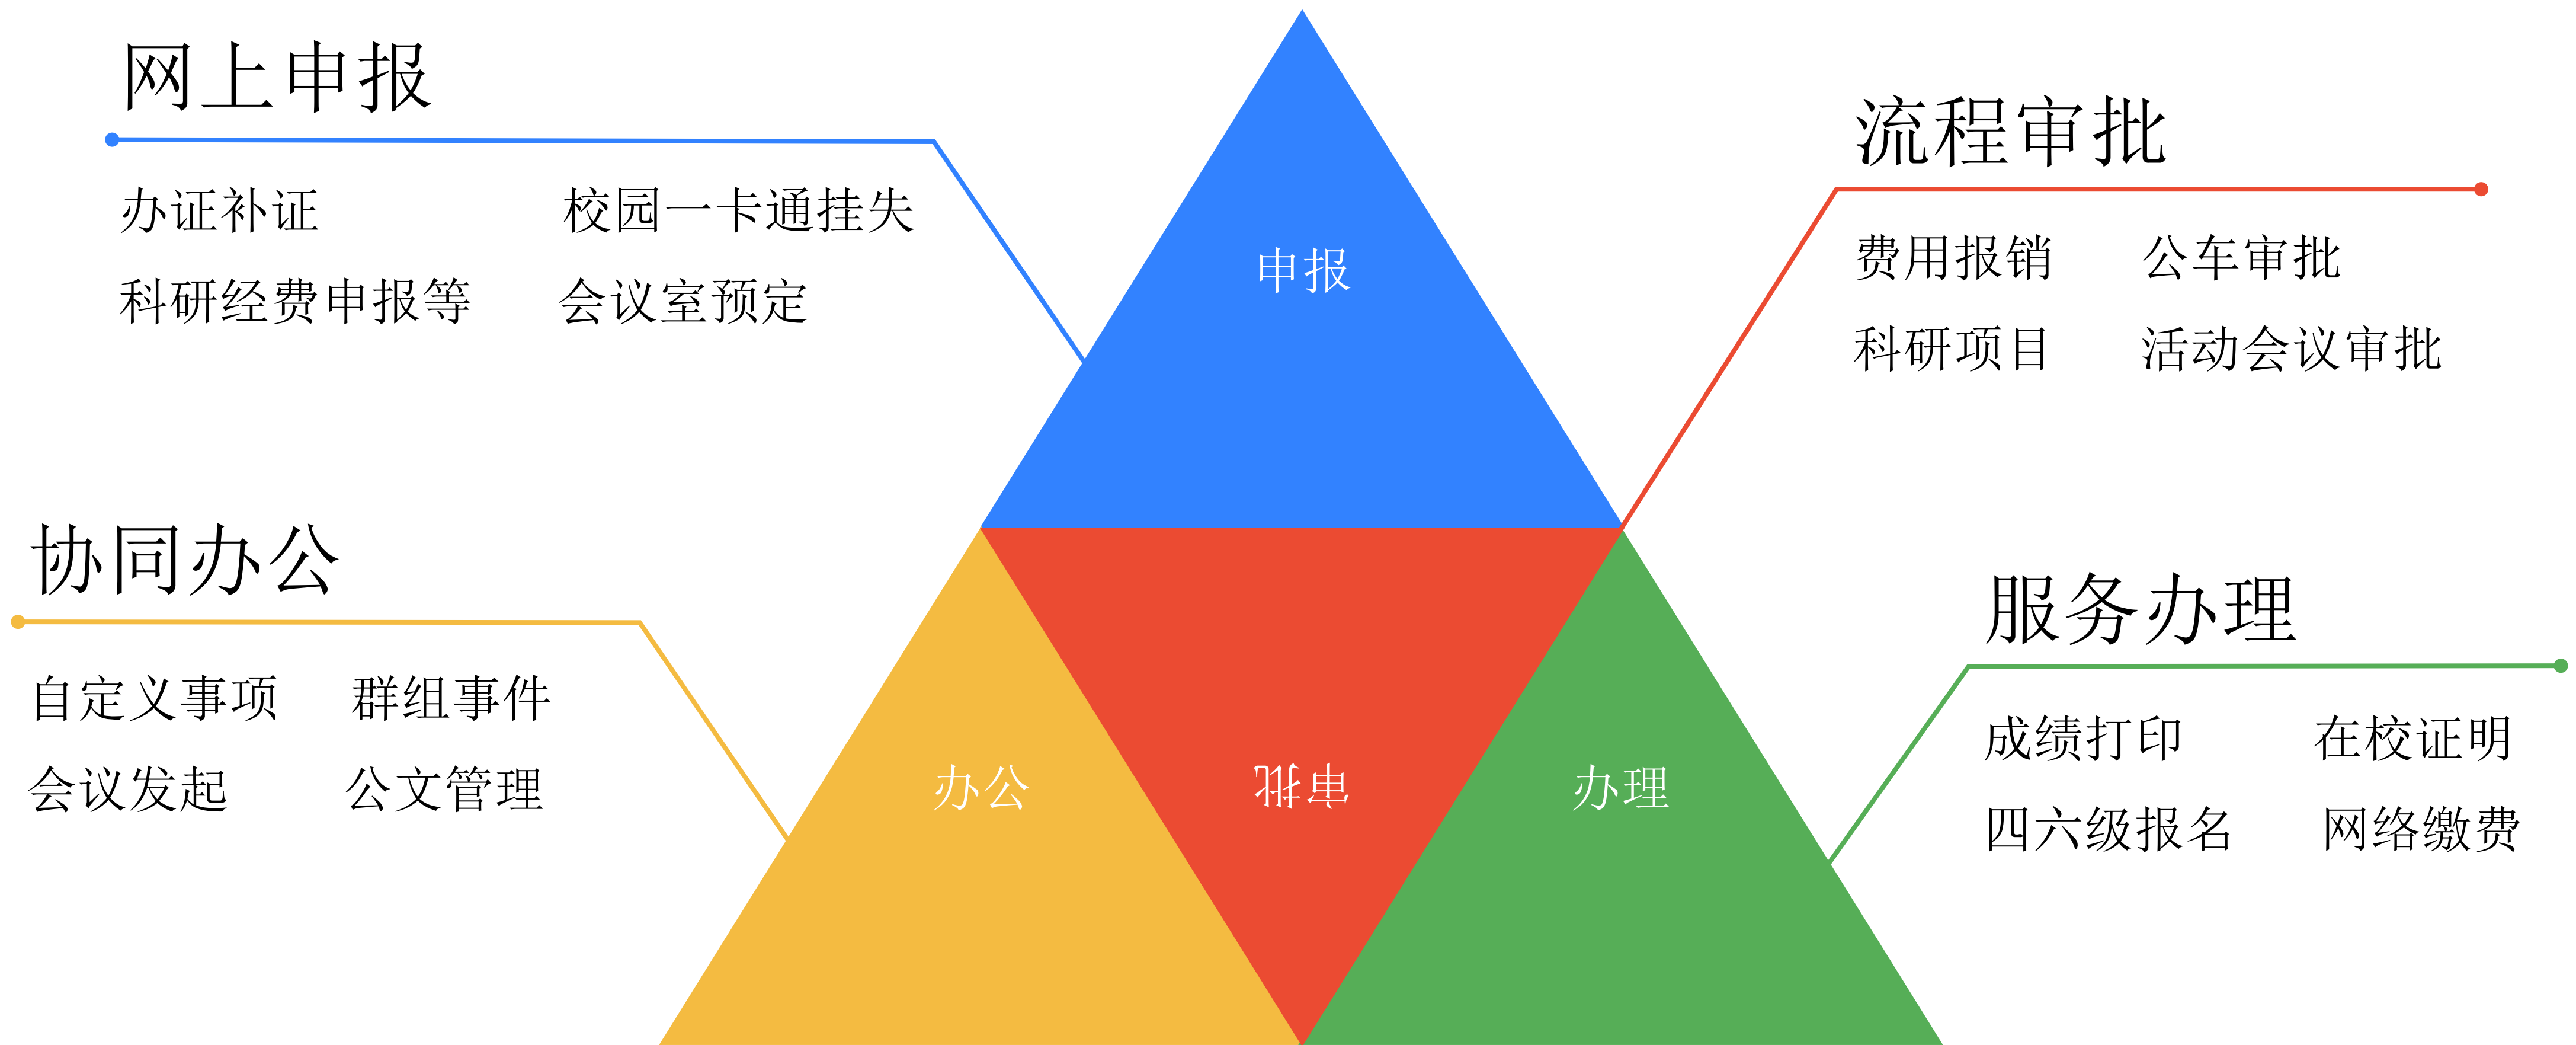 网上申报
办证补证 校园一卡通挂失
科研经费申报等 会议室预定
流程审批
费用报销 公车审批
科研项目 活动会议审批
申报
协同办公
自定义事项 群组事件
会议发起 公文管理
服务办理
成绩打印 在校证明
四六级报名 网络缴费
办公
审批
办理